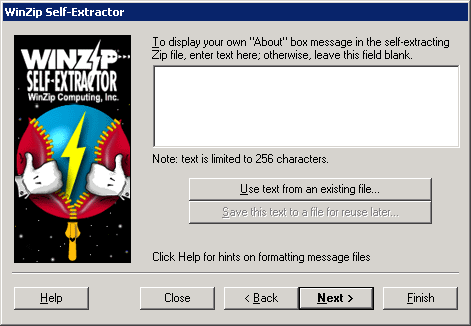 WinZip Self-Extractor
WINZIP
SELF-EXTRACTOR
WinZip Computing, Inc.
To display your own "About" box message in the self-extracting
Zip file, enter text here; otherwise, leave this field blank.
Note: text is limited to 256 characters.
Use text from an existing file...
Save this text to a file for reuse later...
Click Help for hints on formatting message files
Help
Close
< Back
Next >
Finish